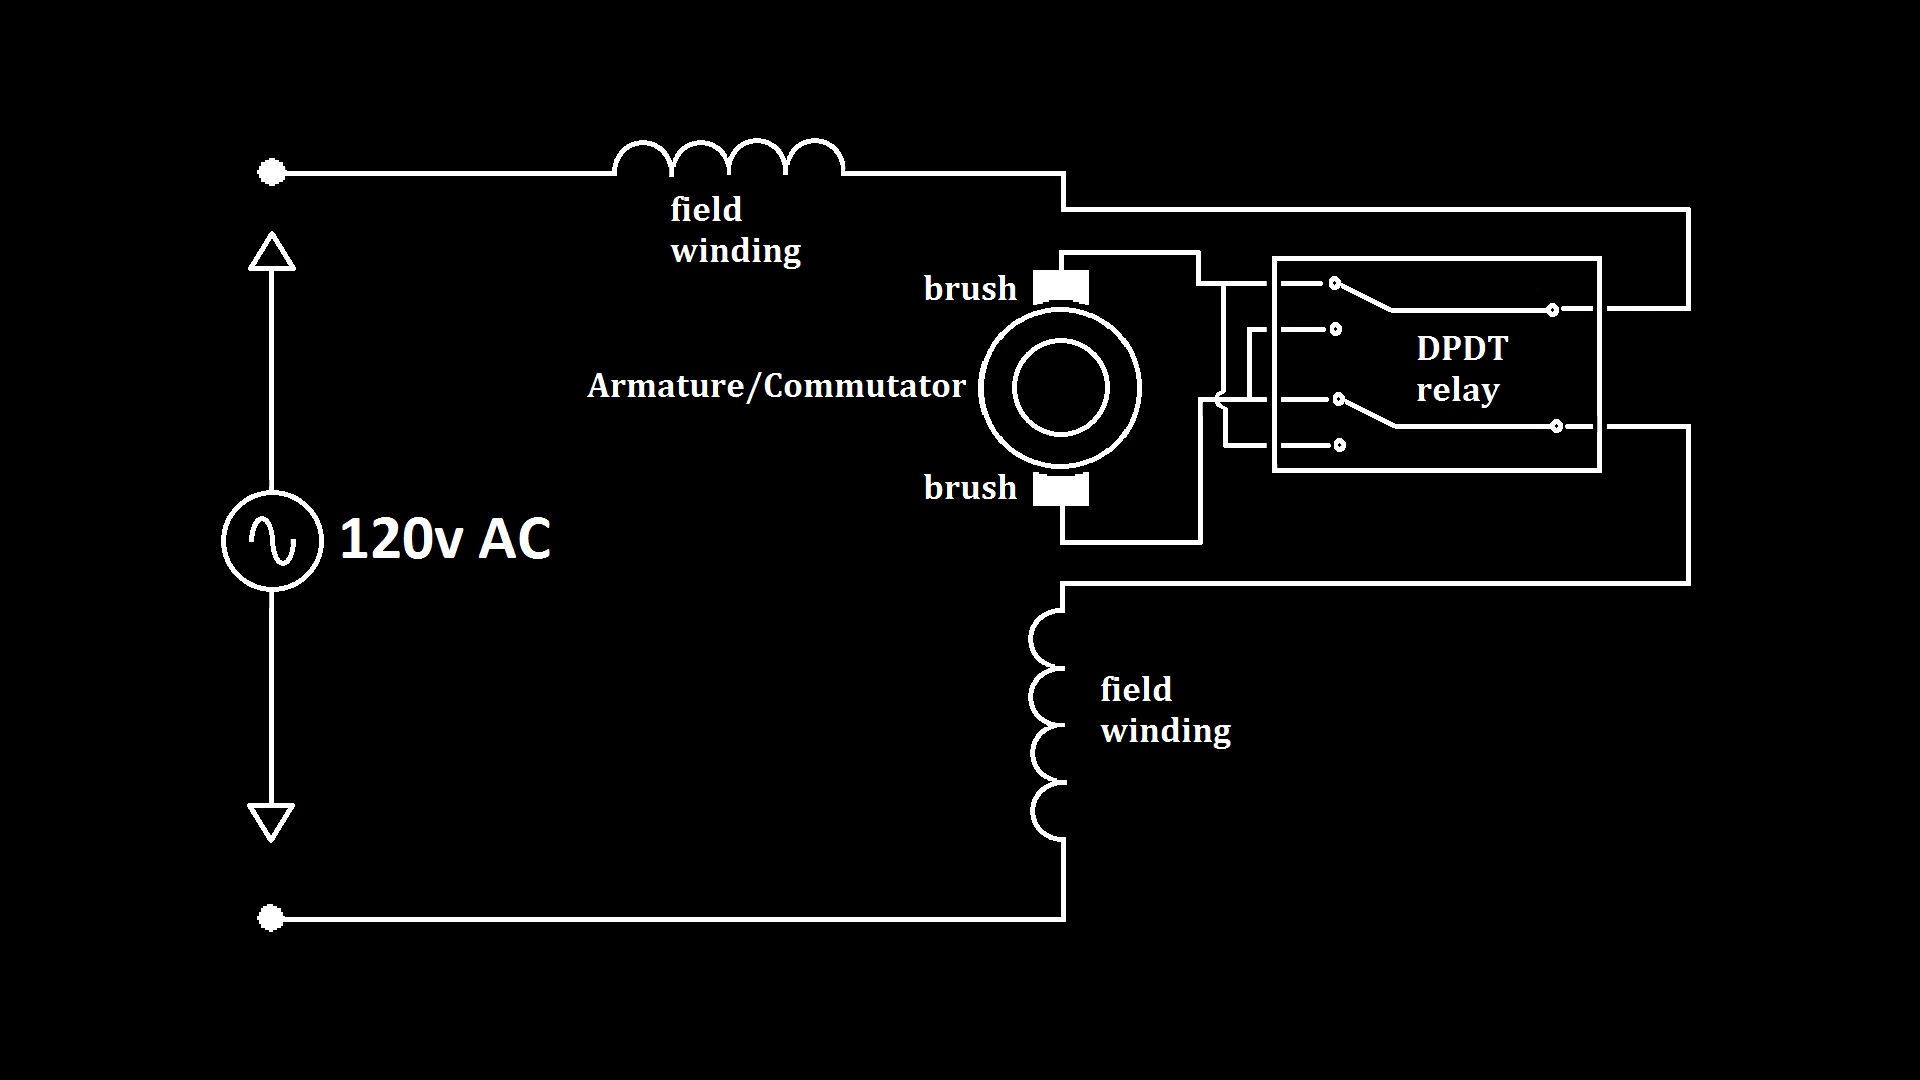 field
winding
brush
Armature/Commutator
DPDT
relay
brush
120v AC
field
winding